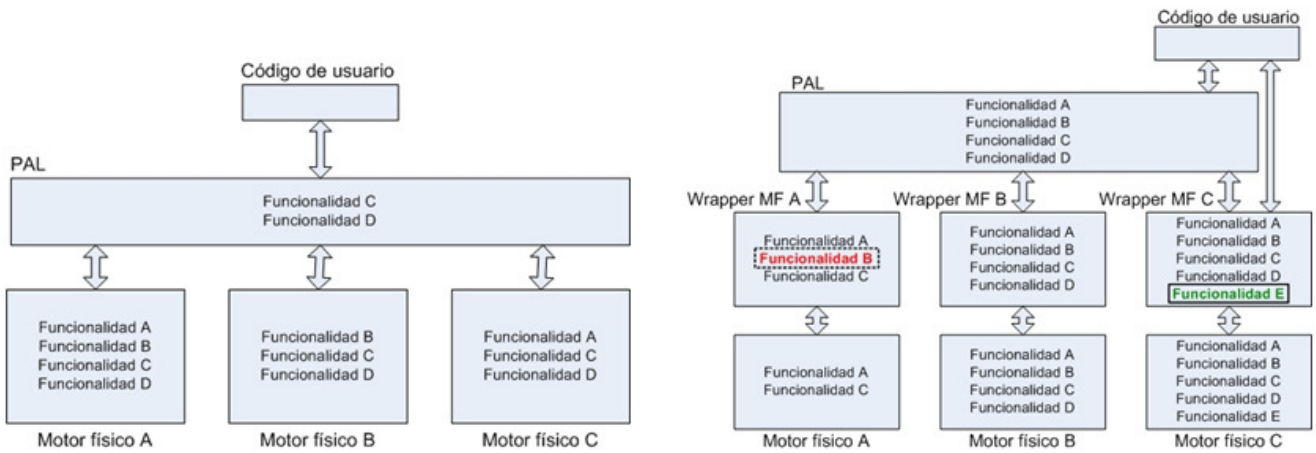 Código de usuario
PAL
Funcionalidad C
Funcionalidad D
Funcionalidad A
Funcionalidad B
Funcionalidad C
Funcionalidad D
Motor físico A
Funcionalidad B
Funcionalidad C
Funcionalidad D
Motor físico B
Funcionalidad A
Funcionalidad C
Funcionalidad D
Motor físico C
Código de usuario
PAL
Funcionalidad A
Funcionalidad B
Funcionalidad C
Funcionalidad D
Wrapper MF A
Funcionalidad A
Funcionalidad B
Funcionalidad C
Wrapper MF B
Funcionalidad A
Funcionalidad B
Funcionalidad C
Funcionalidad D
Wrapper MF C
Funcionalidad A
Funcionalidad B
Funcionalidad C
Funcionalidad D
Funcionalidad E
Funcionalidad A
Funcionalidad C
Motor físico A
Funcionalidad A
Funcionalidad B
Funcionalidad C
Funcionalidad D
Motor físico B
Funcionalidad A
Funcionalidad B
Funcionalidad C
Funcionalidad D
Funcionalidad E
Motor físico C